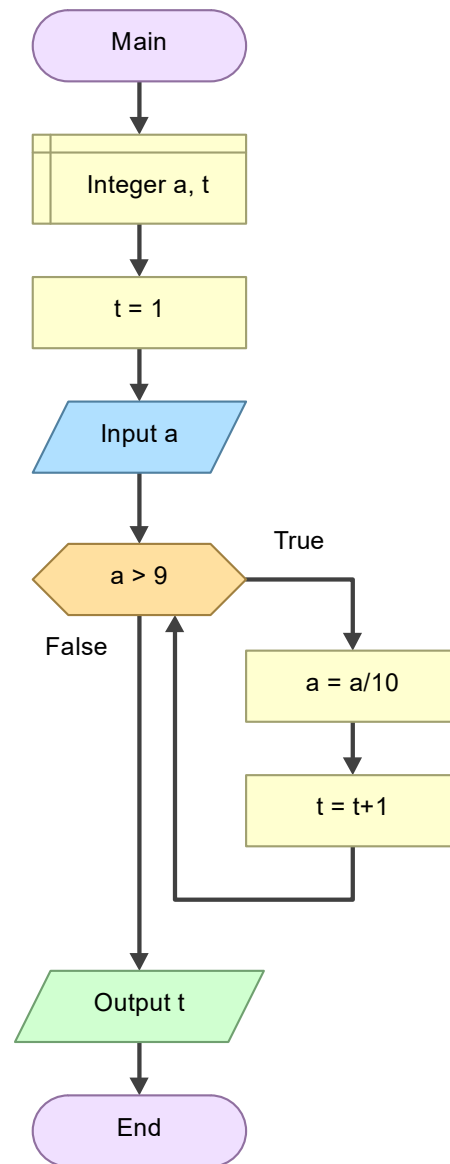 Main
Integer a, t
t = 1
Input a
a > 9
True
False
a = a/10
t = t+1
Output t
End